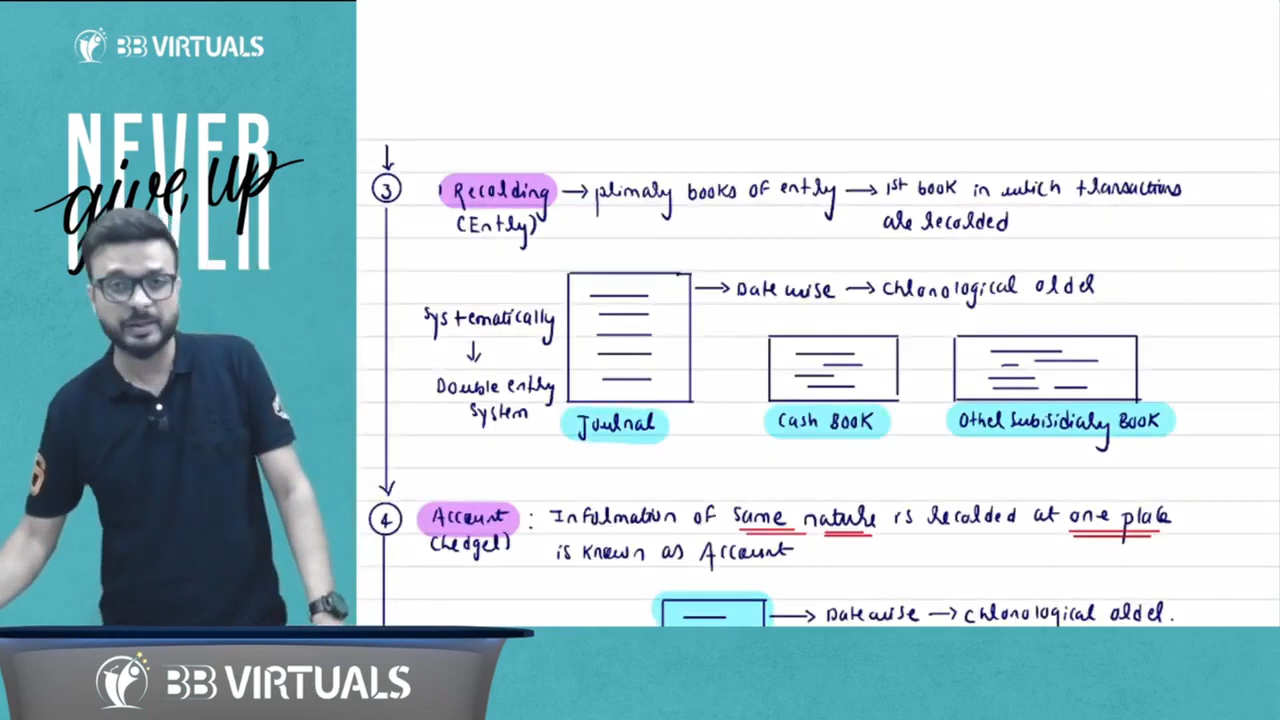 BB VIRTUALS
NEVER
give up
NEVER
3 Recording → primary books of entry → 1st book in which transactions
(Entry) are recorded
→ Date wise → chronological order
Systematically
↓
Double entry
system
Journal
Cash BOOK
Other Subisidiary BOOK
4 Account : Information of same nature is recorded at one place
(Ledger) is known as Account
→ Date wise → chronological order.
BB VIRTUALS